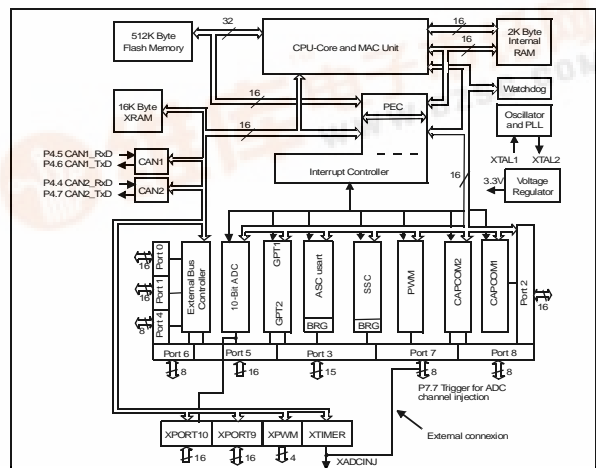 512K Byte
Flash Memory
32
CPU-Core and MAC Unit
16
16
2K Byte
Internal
RAM
Watchdog
16
PEC
16K Byte
XRAM
16
Oscillator
and PLL
XTAL1
XTAL2
P4.5 CAN1_RxD
P4.6 CAN1_TxD
CAN1
P4.4 CAN2_RxD
P4.7 CAN2_TxD
CAN2
Interrupt Controller
16
3.3V
Voltage
Regulator
Port 0
16
Port 1
16
Port 4
8
External Bus
Controller
10-Bit ADC
GPT1
GPT2
ASC usart
BRG
SSC
BRG
PWM
CAPCOM2
CAPCOM1
Port 2
16
Port 6
Port 5
Port 3
Port 7
Port 8
8
16
15
8
8
P7.7 Trigger for ADC
channel injection
External connexion
XPORT10
XPORT9
XPWM
XTIMER
16
16
4
XADCINJ